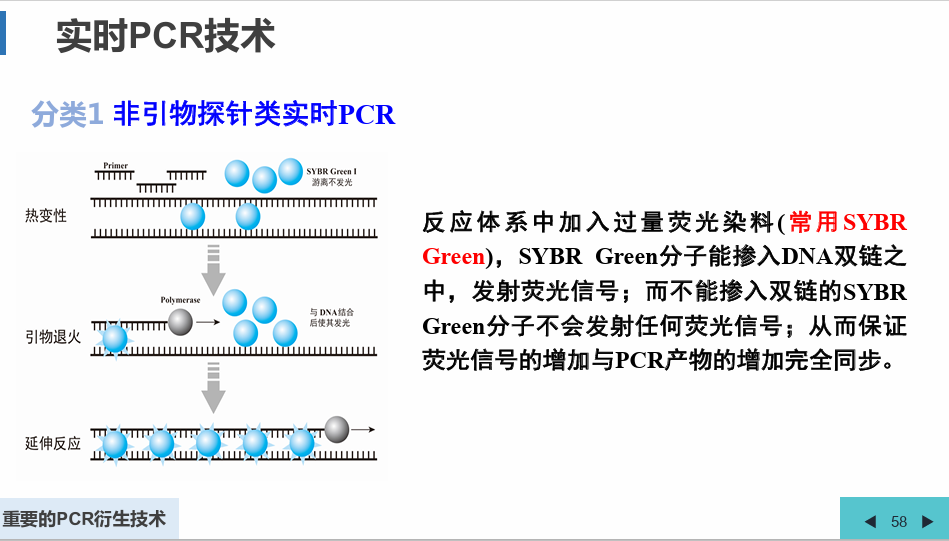 实时PCR技术
分类1 非引物探针类实时PCR
Primer
SYBR Green I
游离不发光
热变性
Polymerase
与 DNA结合
后使其发光
引物退火
延伸反应
反应体系中加入过量荧光染料(常用SYBR
Green)，SYBR Green分子能掺入DNA双链之
中，发射荧光信号；而不能掺入双链的SYBR
Green分子不会发射任何荧光信号；从而保证
荧光信号的增加与PCR产物的增加完全同步。
重要的PCR衍生技术
58